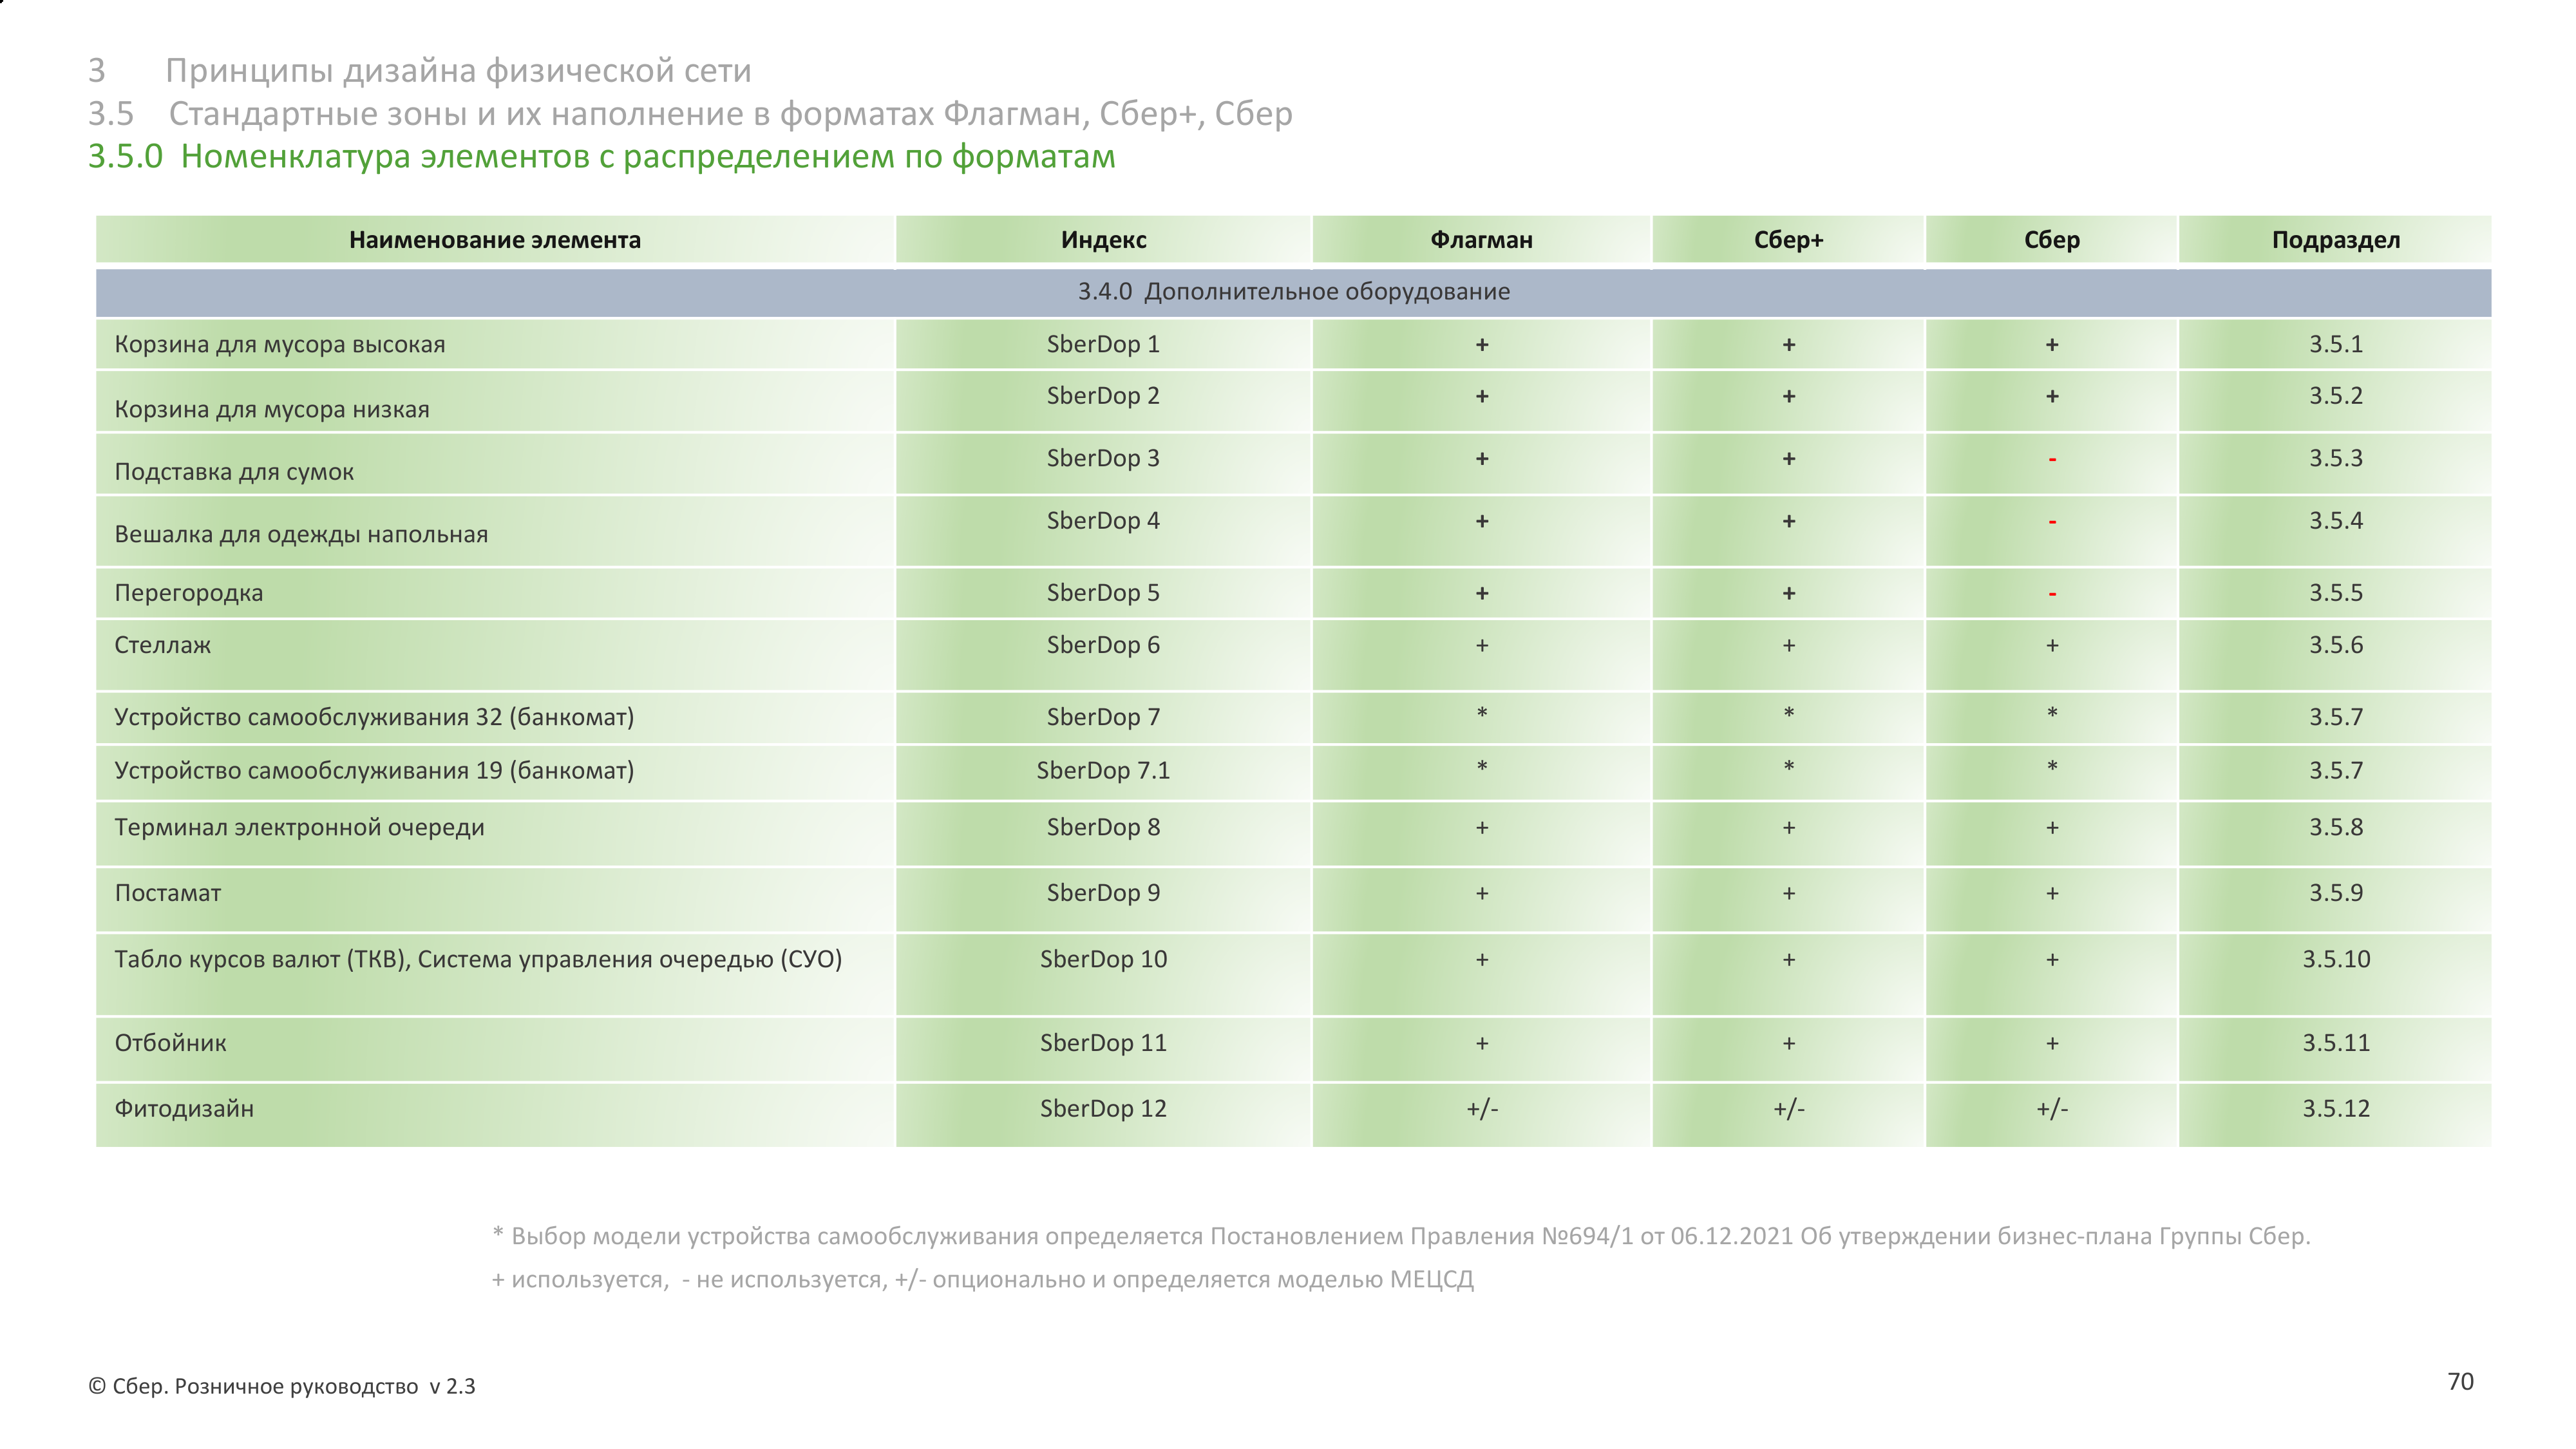 3 Принципы дизайна физической сети
3.5 Стандартные зоны и их наполнение в форматах Флагман, Сбер+, Сбер
3.5.0 Номенклатура элементов с распределением по форматам
Наименование элемента Индекс Флагман Сбер+ Сбер Подраздел
3.4.0 Дополнительное оборудование
Корзина для мусора высокая SberDop 1 + + + 3.5.1
Корзина для мусора низкая SberDop 2 + + + 3.5.2
Подставка для сумок SberDop 3 + + - 3.5.3
Вешалка для одежды напольная SberDop 4 + + - 3.5.4
Перегородка SberDop 5 + + - 3.5.5
Стеллаж SberDop 6 + + + 3.5.6
Устройство самообслуживания 32 (банкомат) SberDop 7 * * * 3.5.7
Устройство самообслуживания 19 (банкомат) SberDop 7.1 * * * 3.5.7
Терминал электронной очереди SberDop 8 + + + 3.5.8
Постамат SberDop 9 + + + 3.5.9
Табло курсов валют (ТКВ), Система управления очередью (СУО) SberDop 10 + + + 3.5.10
Отбойник SberDop 11 + + + 3.5.11
Фитодизайн SberDop 12 +/- +/- +/- 3.5.12
* Выбор модели устройства самообслуживания определяется Постановлением Правления №694/1 от 06.12.2021 Об утверждении бизнес-плана Группы Сбер.
+ используется, - не используется, +/- опционально и определяется моделью МЕЦСД
© Сбер. Розничное руководство v 2.3
70